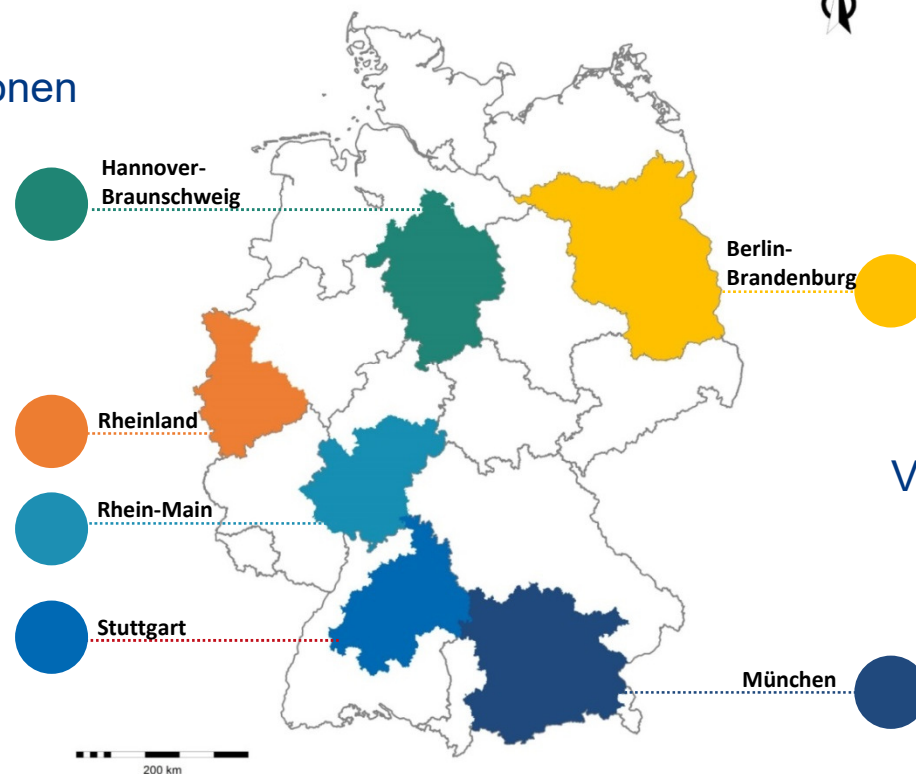 onen
Hannover-
Braunschweig
Berlin-
Brandenburg
Rheinland
V
Rhein-Main
Stuttgart
München
200 km